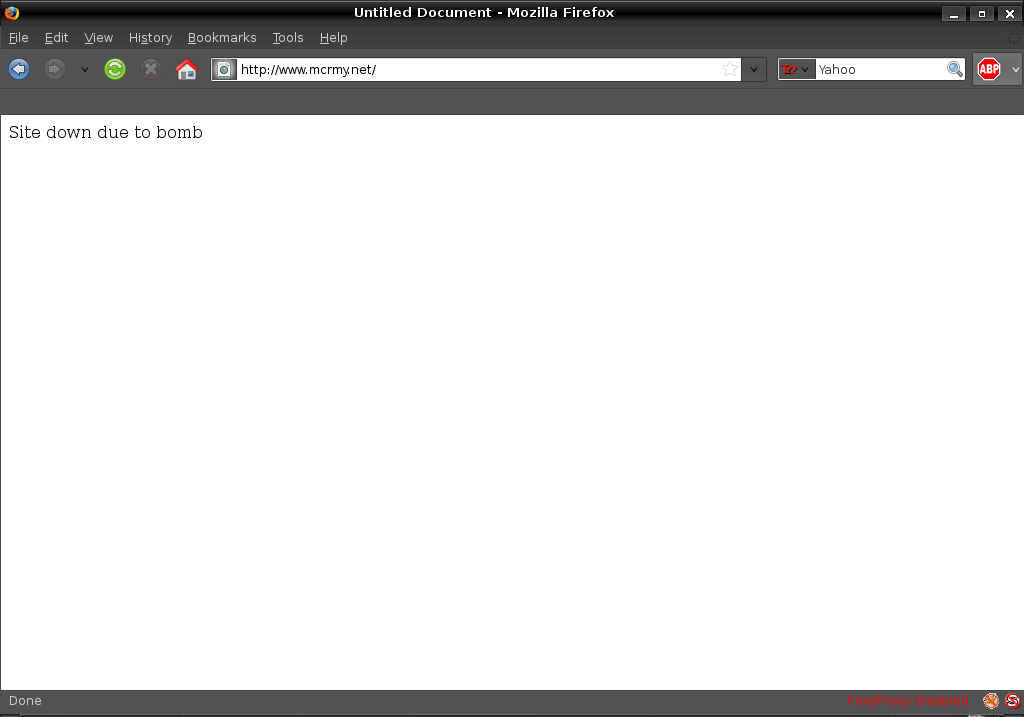 Untitled Document - Mozilla Firefox
File Edit View History Bookmarks Tools Help
http://www.mcrmy.net/ Yahoo ABP
Site down due to bomb
Done FoxyProxy: Disabled